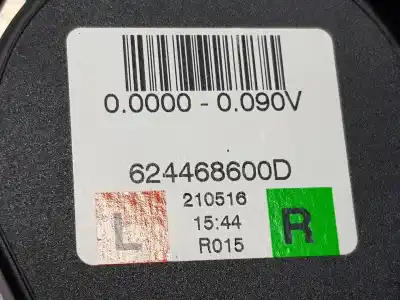 0.0000 - 0.090V
624468600D
210516
L 15:44 R
R015